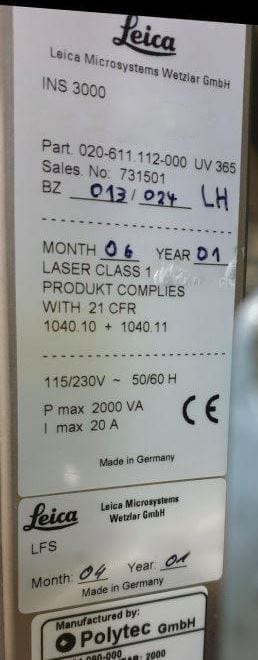 Leica
Leica Microsystems Wetzlar GmbH
INS 3000
Part. 020-611.112-000 UV 365
Sales. No: 731501
BZ 013/024 LH
MONTH 06 YEAR 01
LASER CLASS 1
PRODUKT COMPLIES
WITH 21 CFR
1040.10 + 1040.11
115/230V ~ 50/60 H
P max 2000 VA
I max 20 A
CE
Made in Germany
Leica Leica Microsystems
Wetzlar GmbH
LFS
Month: 04 Year: 01
Made in Germany
Manufactured by:
Polytec GmbH
2000